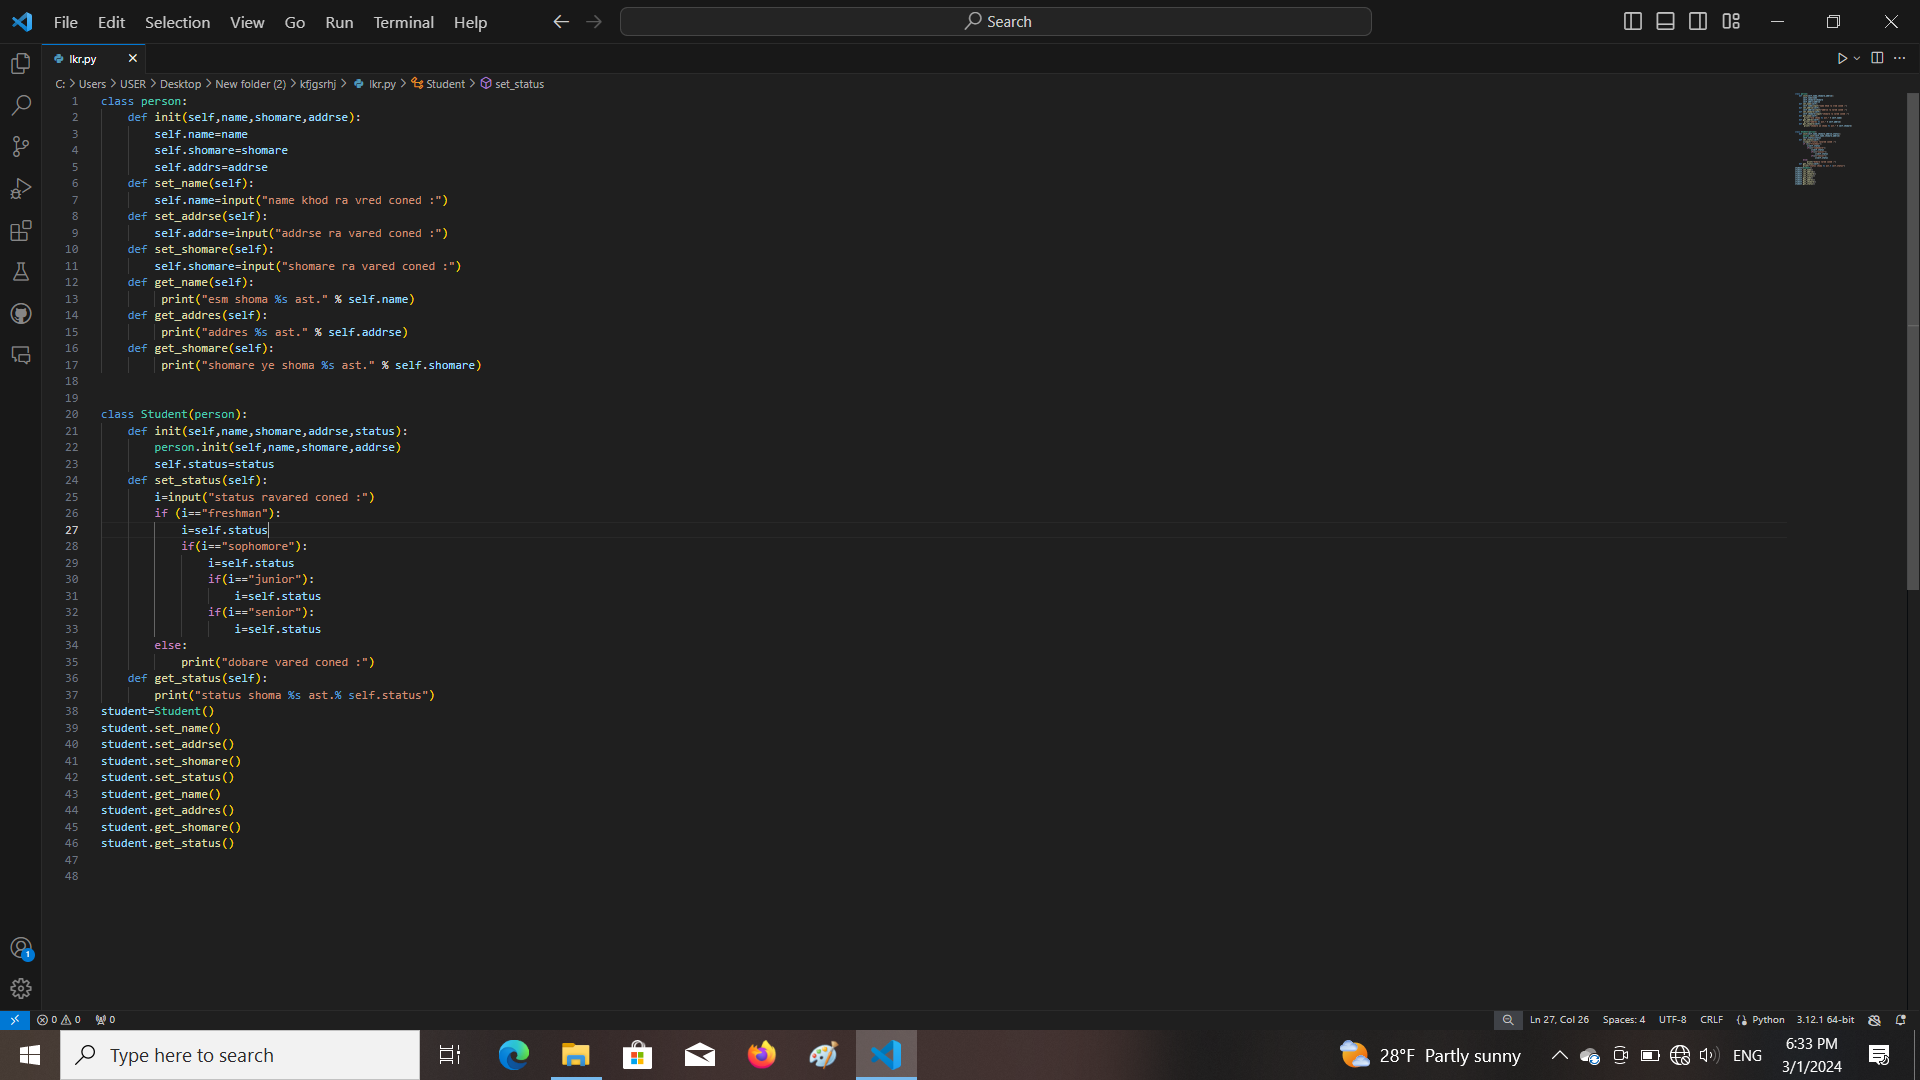 File Edit Selection View Go Run Terminal Help
Search
lkr.py
C: > Users > USER > Desktop > New folder (2) > kfjgsrhj > lkr.py > Student > set_status
1 class person:
2 def init(self,name,shomare,addrse):
3 self.name=name
4 self.shomare=shomare
5 self.addrs=addrse
6 def set_name(self):
7 self.name=input("name khod ra vred coned :")
8 def set_addrse(self):
9 self.addrse=input("addrse ra vared coned :")
10 def set_shomare(self):
11 self.shomare=input("shomare ra vared coned :")
12 def get_name(self):
13 print("esm shoma %s ast." % self.name)
14 def get_addres(self):
15 print("addres %s ast." % self.addrse)
16 def get_shomare(self):
17 print("shomare ye shoma %s ast." % self.shomare)
18
19
20 class Student(person):
21 def init(self,name,shomare,addrse,status):
22 person.init(self,name,shomare,addrse)
23 self.status=status
24 def set_status(self):
25 i=input("status ravared coned :")
26 if (i=="freshman"):
27 i=self.status
28 if(i=="sophomore"):
29 i=self.status
30 if(i=="junior"):
31 i=self.status
32 if(i=="senior"):
33 i=self.status
34 else:
35 print("dobare vared coned :")
36 def get_status(self):
37 print("status shoma %s ast.% self.status")
38 student=Student()
39 student.set_name()
40 student.set_addrse()
41 student.set_shomare()
42 student.set_status()
43 student.get_name()
44 student.get_addres()
45 student.get_shomare()
46 student.get_status()
47
48
1
0 0 0
Ln 27, Col 26 Spaces: 4 UTF-8 CRLF Python 3.12.1 64-bit
Type here to search
28°F Partly sunny
ENG
6:33 PM
3/1/2024